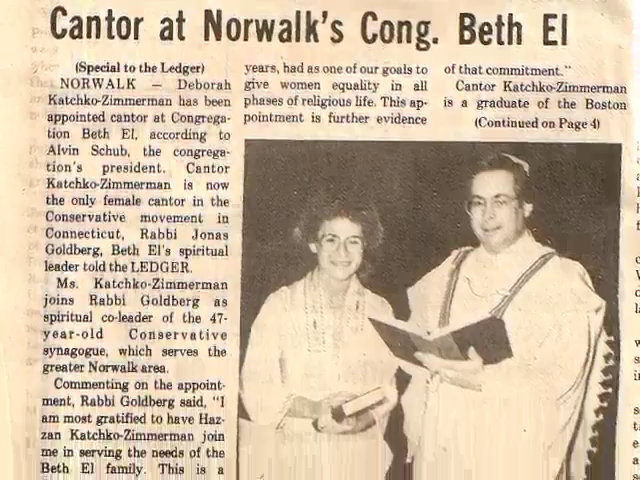 Cantor at Norwalk's Cong. Beth El
(Special to the Ledger)
NORWALK — Deborah
Katchko-Zimmerman has been
appointed cantor at Congrega-
tion Beth El, according to
Alvin Schub, the congrega-
tion's president. Cantor
Katchko-Zimmerman is now
the only female cantor in the
Conservative movement in
Connecticut, Rabbi Jonas
Goldberg, Beth El's spiritual
leader told the LEDGER.
Ms. Katchko-Zimmerman
joins Rabbi Goldberg as
spiritual co-leader of the 47-
year-old Conservative
synagogue, which serves the
greater Norwalk area.
Commenting on the appoint-
ment, Rabbi Goldberg said, "I
am most gratified to have Haz-
zan Katchko-Zimmerman join
me in serving the needs of the
Beth El family. This is a
years, had as one of our goals to
give women equality in all
phases of religious life. This ap-
pointment is further evidence
of that commitment."
Cantor Katchko-Zimmerman
is a graduate of the Boston
(Continued on Page 4)